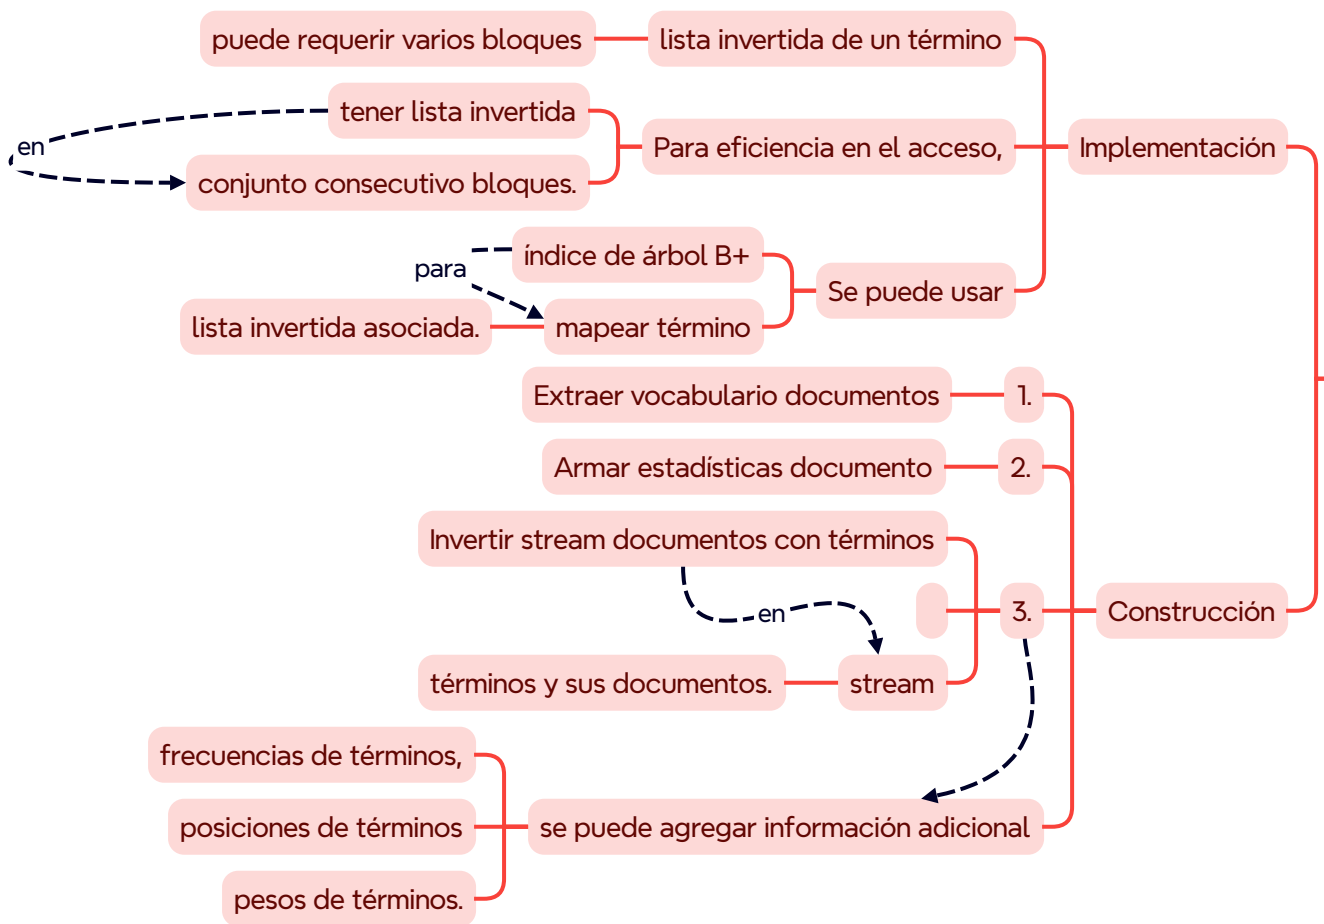 puede requerir varios bloques
lista invertida de un término
tener lista invertida
en
conjunto consecutivo bloques.
Para eficiencia en el acceso,
Implementación
índice de árbol B+
para
mapear término
lista invertida asociada.
Se puede usar
Extraer vocabulario documentos
1.
Armar estadísticas documento
2.
Invertir stream documentos con términos
en
3.
Construcción
términos y sus documentos.
stream
frecuencias de términos,
posiciones de términos
se puede agregar información adicional
pesos de términos.